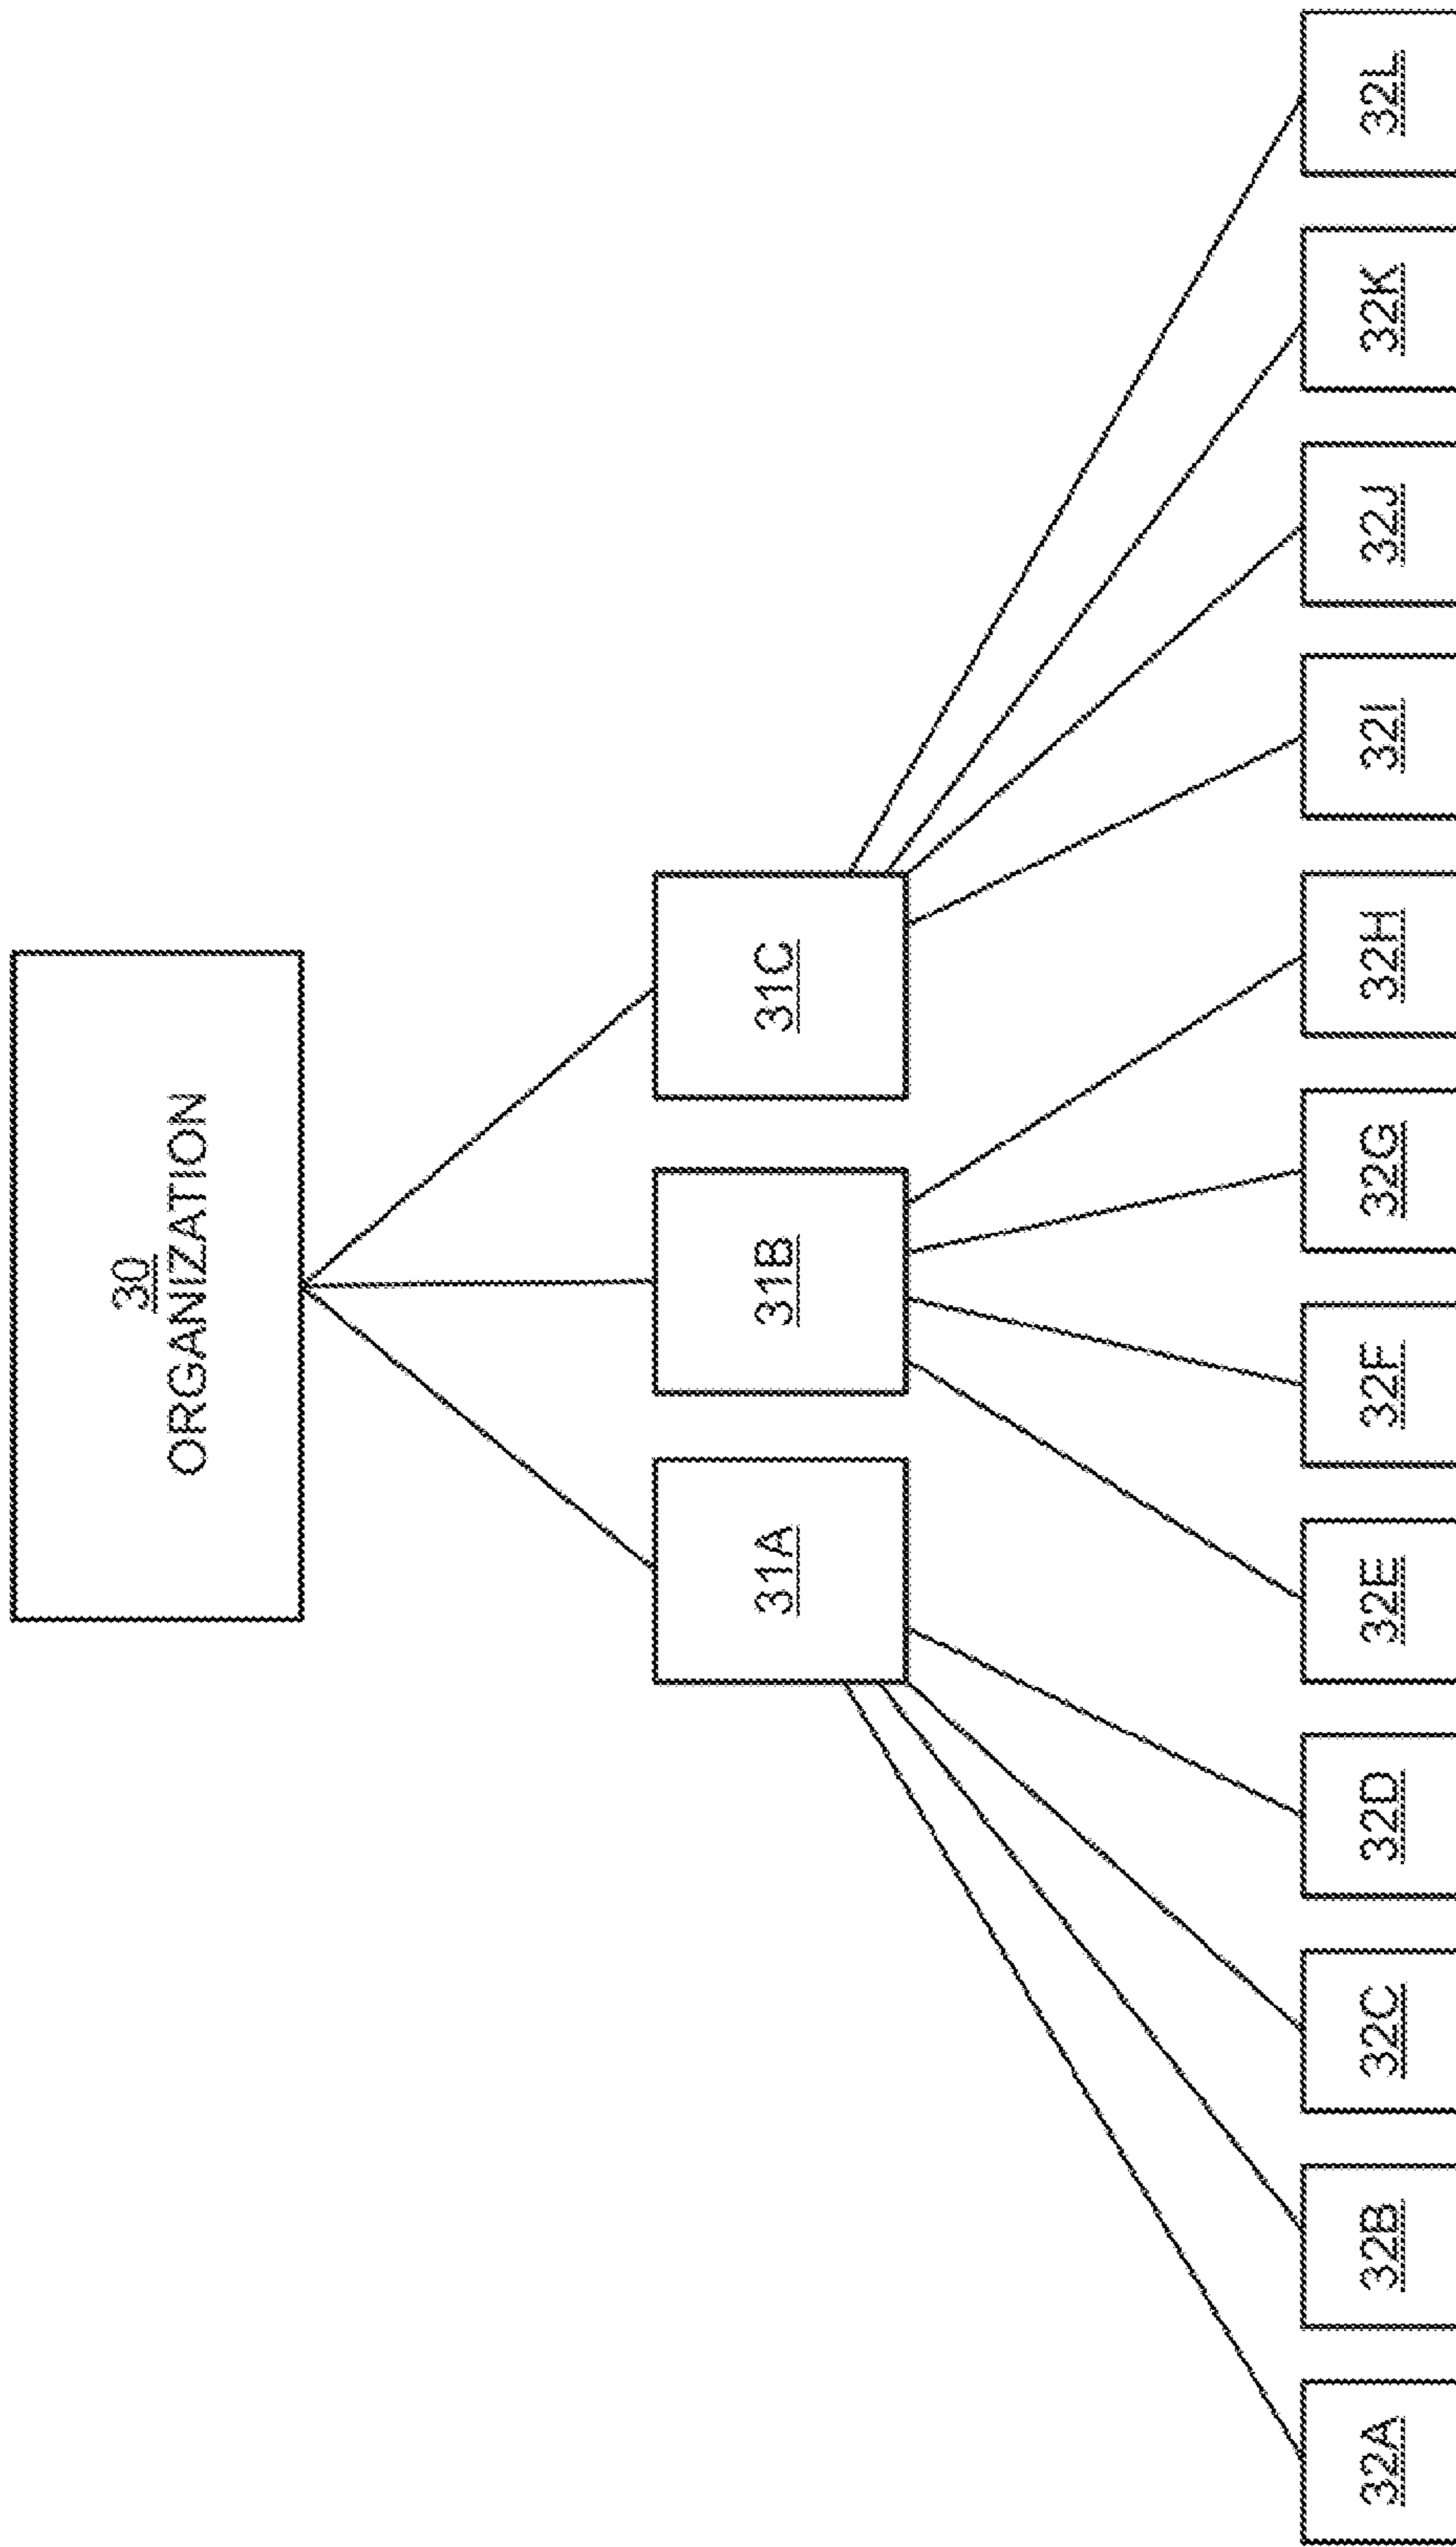 30
ORGANIZATION
31A
31B
31C
32A
32B
32C
32D
32E
32F
32G
32H
32I
32J
32K
32L